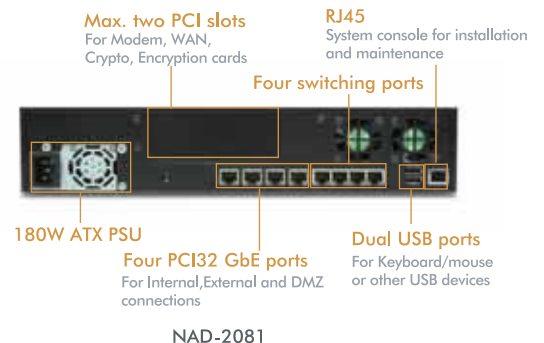 Max. two PCI slots
For Modem, WAN,
Crypto, Encryption cards
RJ45
System console for installation
and maintenance
Four switching ports
180W ATX PSU
Four PCI32 GbE ports
For Internal,External and DMZ
connections
Dual USB ports
For Keyboard/mouse
or other USB devices
NAD-2081